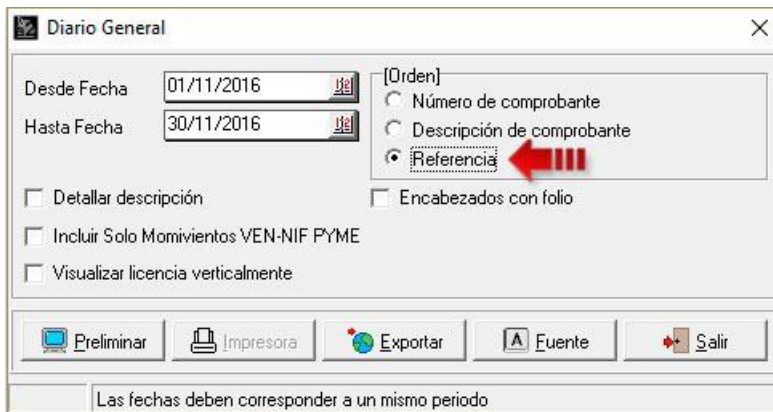 Diario General
Desde Fecha 01/11/2016
Hasta Fecha 30/11/2016
[Orden]
Número de comprobante
Descripción de comprobante
Referencia
Detallar descripción
Encabezados con folio
Incluir Solo Momivientos VEN-NIF PYME
Visualizar licencia verticalmente
Preliminar Impresora Exportar A Fuente Salir
Las fechas deben corresponder a un mismo periodo